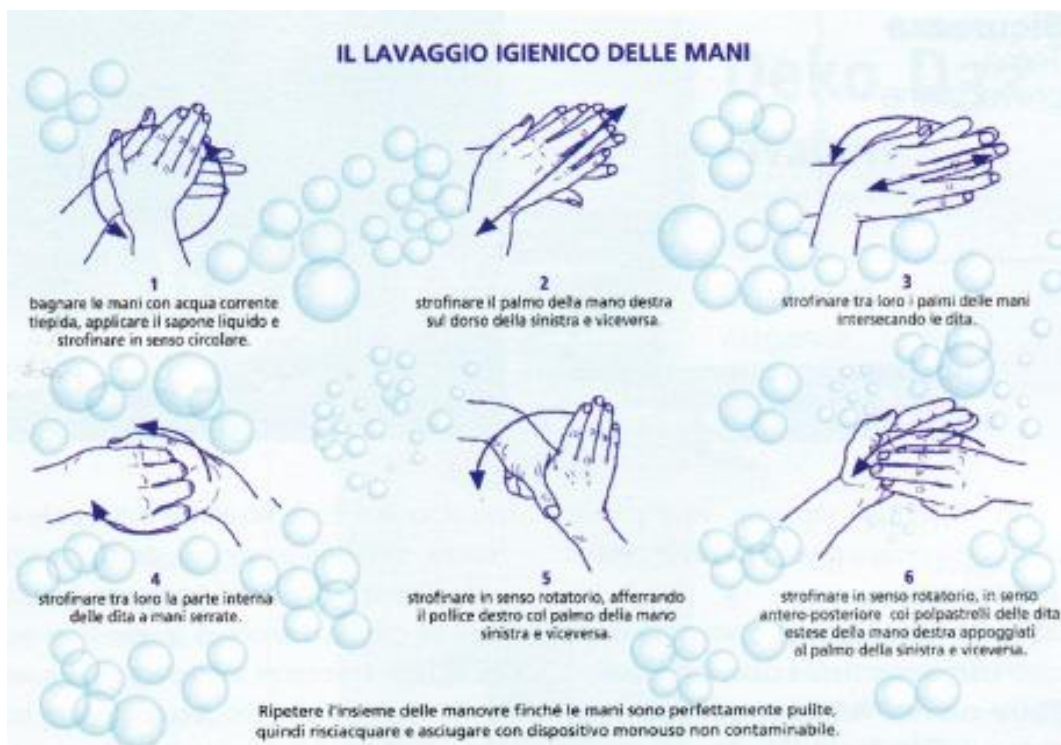 IL LAVAGGIO IGIENICO DELLE MANI
1
bagnare le mani con acqua corrente
tiepida, applicare il sapone liquido e
strofinare in senso circolare.
2
strofinare il palmo della mano destra
sul dorso della sinistra e viceversa.
3
strofinare tra loro i palmi delle mani
intersecando le dita.
4
strofinare tra loro la parte interna
delle dita a mani serrate.
5
strofinare in senso rotatorio, afferrando
il pollice destro col palmo della mano
sinistra e viceversa.
6
strofinare in senso rotatorio, in senso
antero-posteriore coi polpastrelli delle dita
estese della mano destra appoggiati
al palmo della sinistra e viceversa.
Ripetere l'insieme delle manovre finché le mani sono perfettamente pulite,
quindi risciacquare e asciugare con dispositivo monouso non contaminabile.